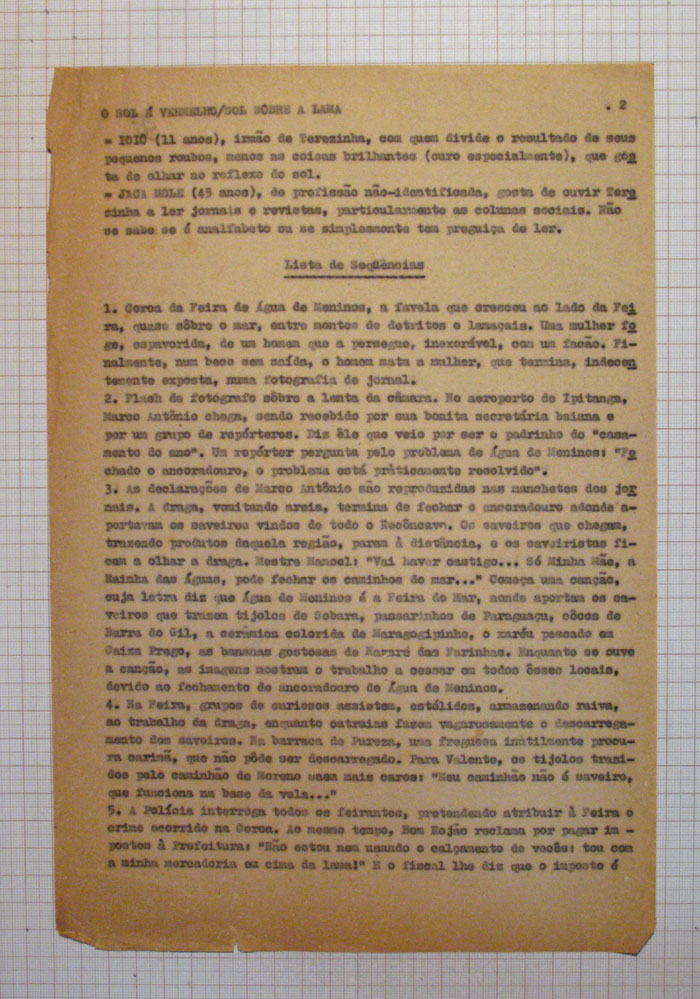 O SOL É VERMELHO/SOL SÔBRE A LAMA . 2
= IOIÔ (11 anos), irmão de Terezinha, com quem divide o resultado de seus
pequenos roubos, menos as coisas brilhantes (ouro especialmente), que gos
ta de olhar ao reflexo do sol.
= JACA MOLE (45 anos), de profissão não-identificada, gosta de ouvir Tere
zinha a ler jornais e revistas, particularmente as colunas sociais. Não
se sabe se é analfabeto ou se simplesmente tem preguiça de ler.
Lista de Seqüências
1. Coroa da Feira de Água de Meninos, a favela que cresceu ao lado da Fei
ra, quase sôbre o mar, entre montes de detritos e lamaçais. Uma mulher fo
ge, espavorida, de um homem que a persegue, inexorável, com um facão. Fi-
nalmente, num beco sem saída, o homem mata a mulher, que termina, indecen
temente exposta, numa fotografia de jornal.
2. Flash de fotógrafo sôbre a lente da câmara. No aeroporto de Ipitanga,
Marco Antônio chega, sendo recebido por sua bonita secretária baiana e
por um grupo de repórteres. Diz êle que veio por ser o padrinho do "casa-
mento do ano". Um repórter pergunta pelo problema de Água de Meninos: "Fe
chado o ancoradouro, o problema está pràticamente resolvido".
3. As declarações de Marco Antônio são reproduzidas nas manchetes dos jor
nais. A draga, vomitando areia, termina de fechar o ancoradouro adonde a-
portavam os saveiros vindos de todo o Recôncavo. Os saveiros que chegam,
trazendo produtos daquela região, param à distância, e os saveiristas fi-
cam a olhar a draga. Mestre Manoel: "Vai haver castigo... Só Minha Mãe, a
Rainha das Águas, pode fechar os caminhos do mar..." Começa uma canção,
cuja letra diz que Água de Meninos é a Feira do Mar, aonde aportam os sa-
veiros que trazem tijolos de Sobara, passarinhos de Paraguaçu, côcos de
Barra do Gil, a cerâmica colorida de Maragogipinho, o xaréu pescado em
Caixa Prego, as bananas gostosas de Nazaré das Farinhas. Enquanto se ouve
a canção, as imagens mostram o trabalho a cessar em todos êsses locais,
devido ao fechamento do ancoradouro de Água de Meninos.
4. Na Feira, grupos de curiosos assistem, estólidos, armazenando raiva,
ao trabalho da draga, enquanto catraias fazem vagarosamente o descarrega-
mento dos saveiros. Na barraca de Pureza, uma freguesa inùtilmente procu-
ra carimã, que não pôde ser descarregado. Para Valente, os tijolos trazi-
dos pelo caminhão de Moreno saem mais caros: "Meu caminhão não é saveiro,
que funciona na base da vela..."
5. A Polícia interroga todos os feirantes, pretendendo atribuir à Feira o
crime ocorrido na Coroa. Ao mesmo tempo, Bom Rojão reclama por pagar im -
postos à Prefeitura: "Não estou nem usando o calçamento de vocês: tou com
a minha mercadoria em cima da lama!" E o fiscal lhe diz que o imposto é